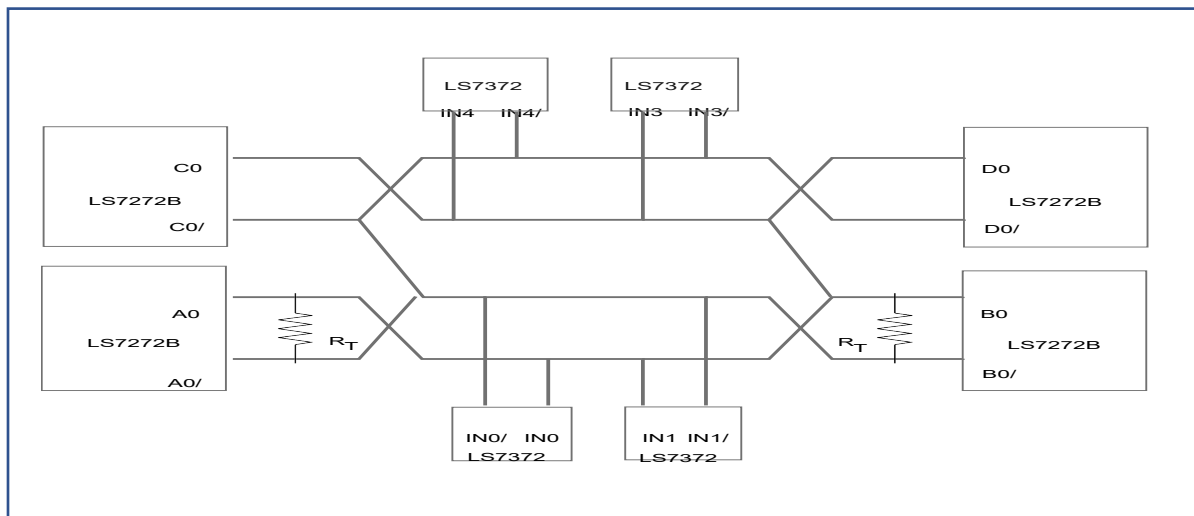 LS7372 LS7372
IN4 IN4/ IN3 IN3/
C0 D0
LS7272B LS7272B
C0/ D0/
A0 B0
LS7272B RT RT LS7272B
A0/ B0/
IN0/ IN0 IN1 IN1/
LS7372 LS7372